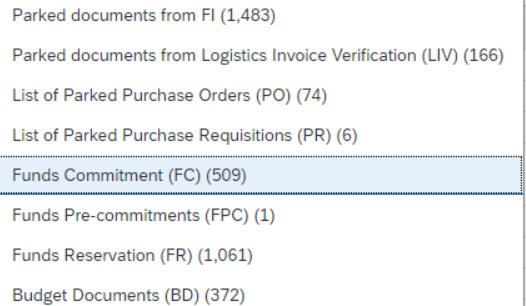 Parked documents from FI (1,483)
Parked documents from Logistics Invoice Verification (LIV) (166)
List of Parked Purchase Orders (PO) (74)
List of Parked Purchase Requisitions (PR) (6)
Funds Commitment (FC) (509)
Funds Pre-commitments (FPC) (1)
Funds Reservation (FR) (1,061)
Budget Documents (BD) (372)